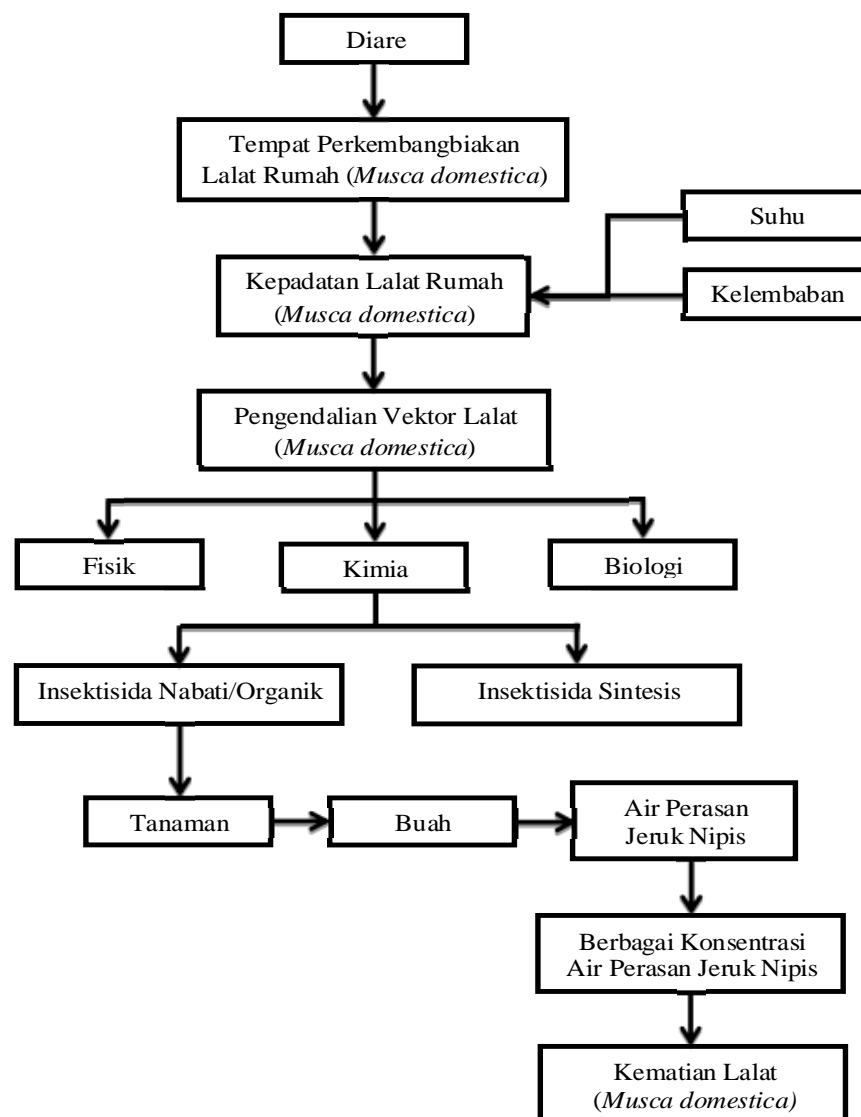 Diare
Tempat Perkembangbiakan
Lalat Rumah (Musca domestica)
Suhu
Kepadatan Lalat Rumah
(Musca domestica)
Kelembaban
Pengendalian Vektor Lalat
(Musca domestica)
Fisik
Kimia
Biologi
Insektisida Nabati/Organik
Insektisida Sintesis
Tanaman
Buah
Air Perasan
Jeruk Nipis
Berbagai Konsentrasi
Air Perasan Jeruk Nipis
Kematian Lalat
(Musca domestica)